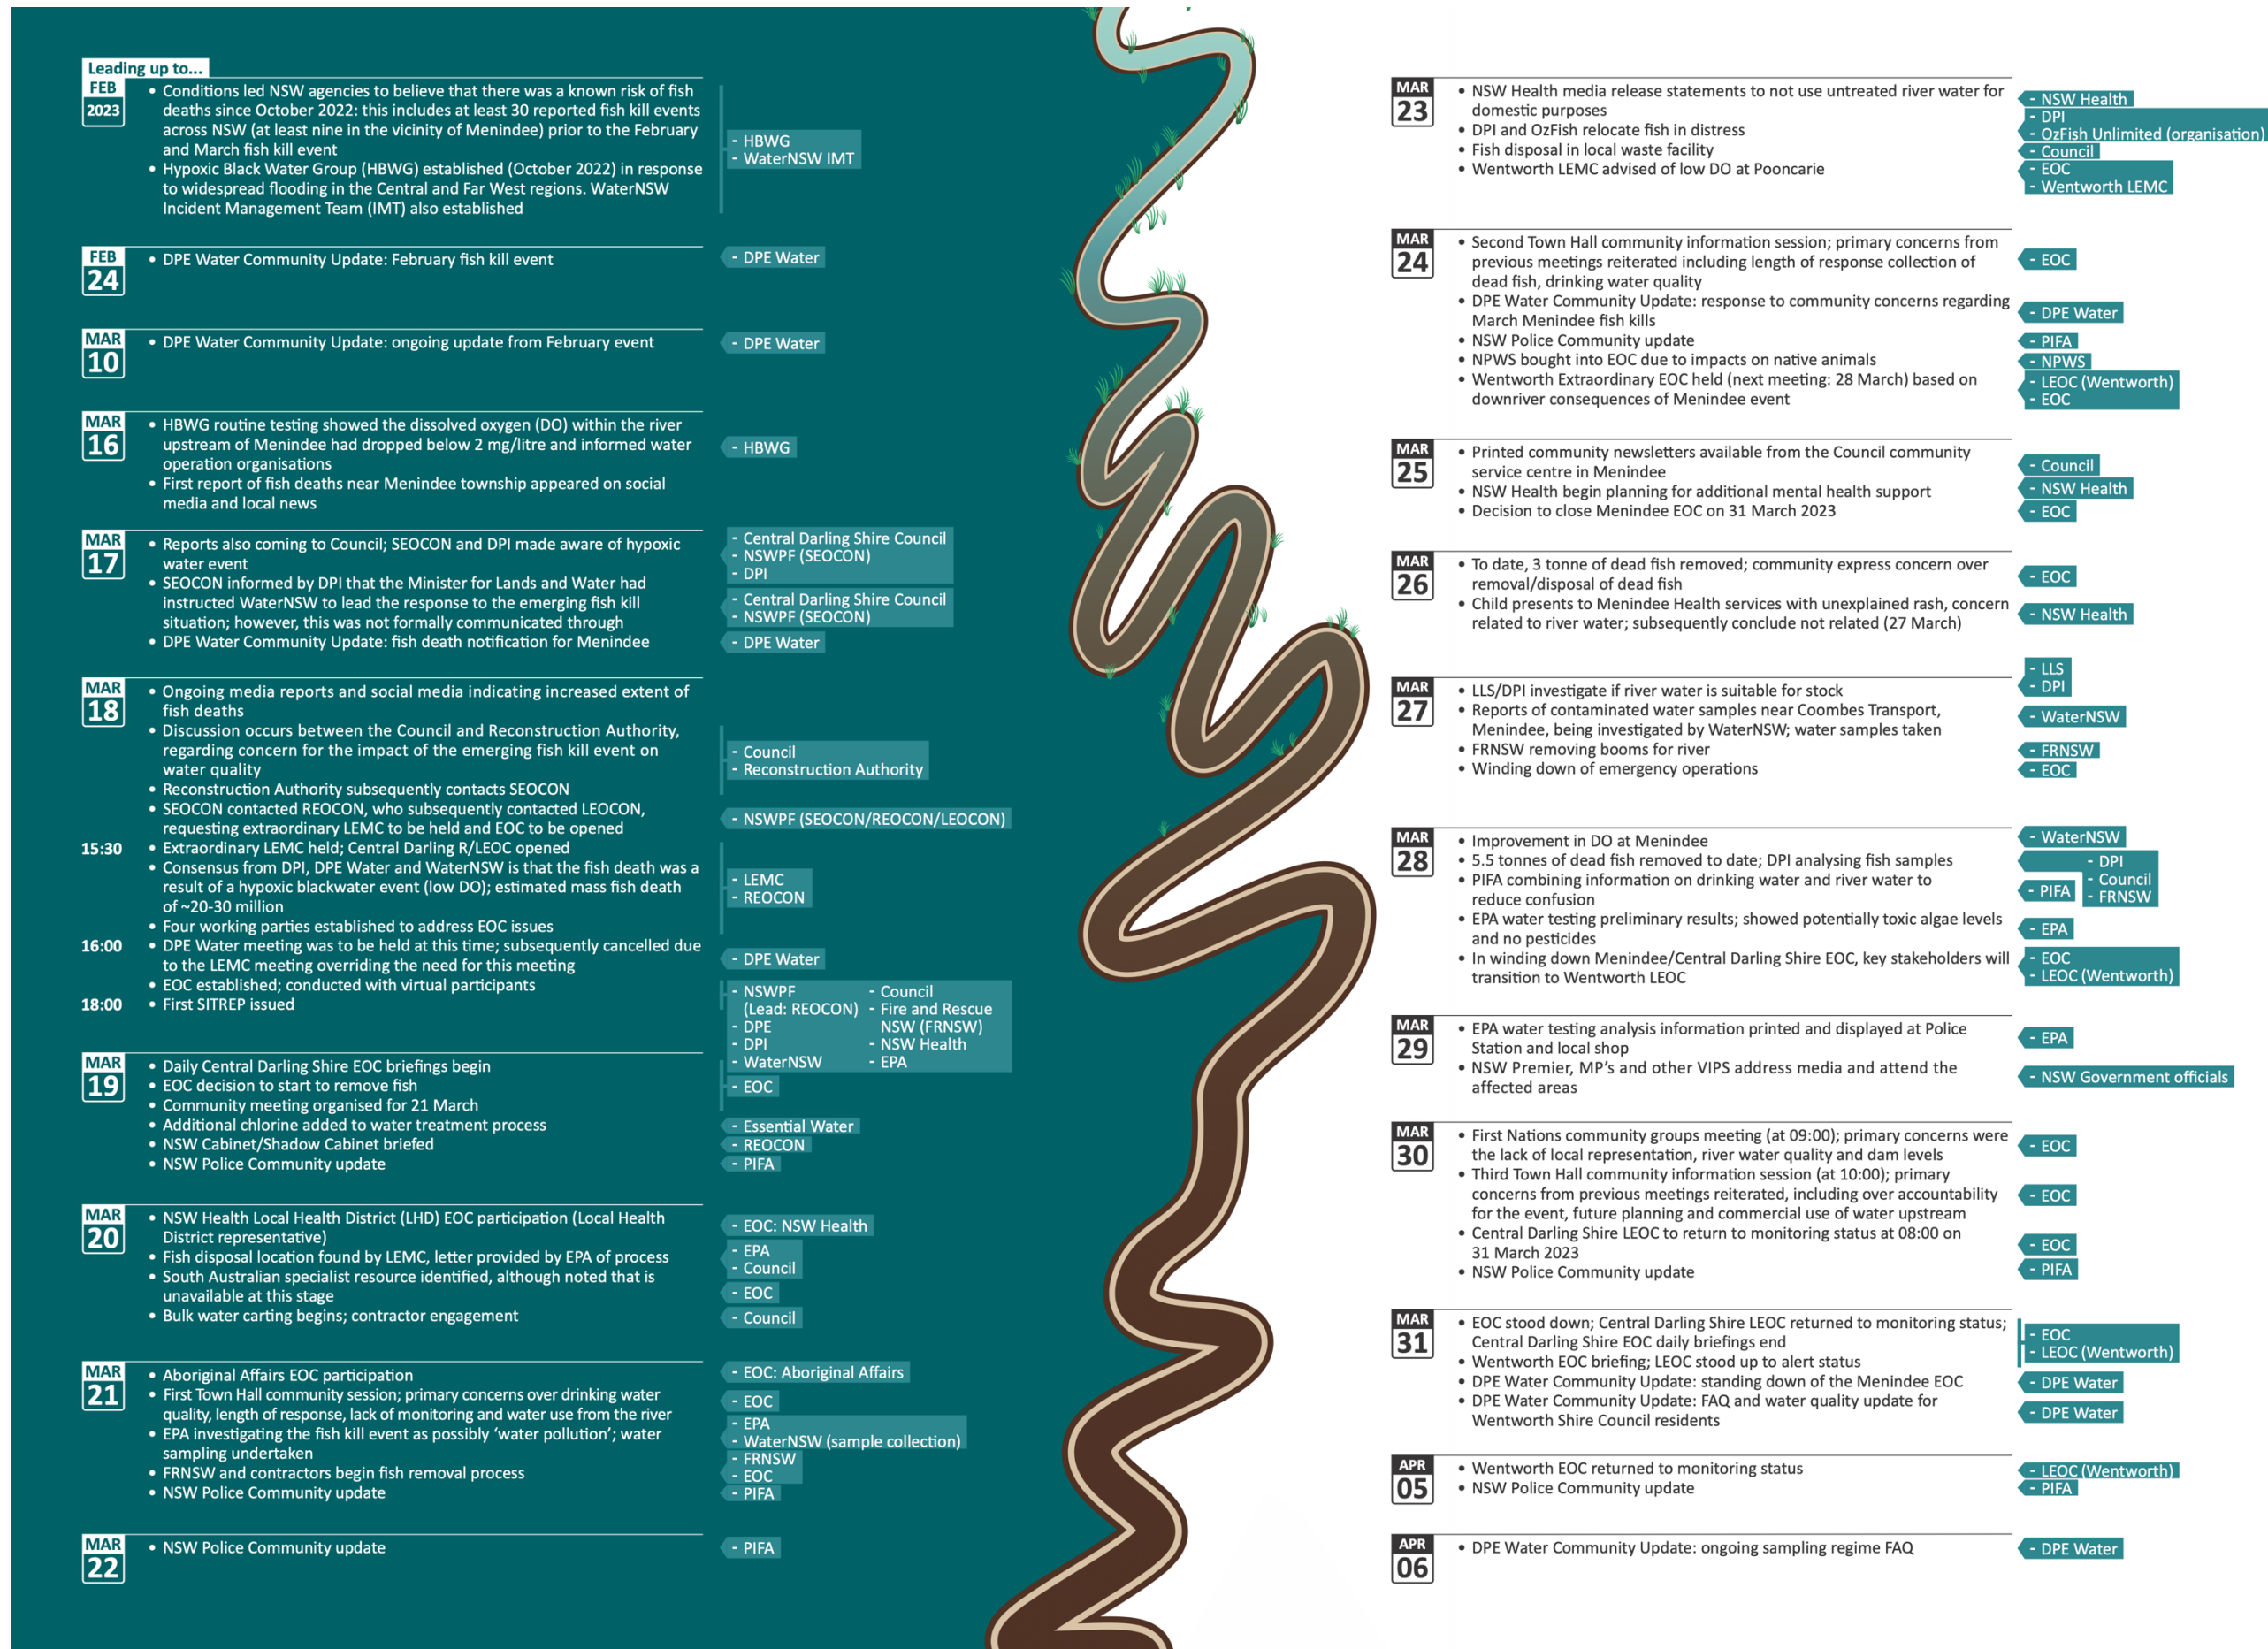 Leading up to...
FEB
2023
• Conditions led NSW agencies to believe that there was a known risk of fish
deaths since October 2022: this includes at least 30 reported fish kill events
across NSW (at least nine in the vicinity of Menindee) prior to the February
and March fish kill event
• Hypoxic Black Water Group (HBWG) established (October 2022) in response
to widespread flooding in the Central and Far West regions. WaterNSW
Incident Management Team (IMT) also established
- HBWG
- WaterNSW IMT
FEB
24
• DPE Water Community Update: February fish kill event
- DPE Water
MAR
10
• DPE Water Community Update: ongoing update from February event
- DPE Water
MAR
16
• HBWG routine testing showed the dissolved oxygen (DO) within the river
upstream of Menindee had dropped below 2 mg/litre and informed water
operation organisations
• First report of fish deaths near Menindee township appeared on social
media and local news
- HBWG
MAR
17
• Reports also coming to Council; SEOCON and DPI made aware of hypoxic
water event
• SEOCON informed by DPI that the Minister for Lands and Water had
instructed WaterNSW to lead the response to the emerging fish kill
situation; however, this was not formally communicated through
• DPE Water Community Update: fish death notification for Menindee
- Central Darling Shire Council
- NSWPF (SEOCON)
- DPI
- Central Darling Shire Council
- NSWPF (SEOCON)
- DPE Water
MAR
18
• Ongoing media reports and social media indicating increased extent of
fish deaths
• Discussion occurs between the Council and Reconstruction Authority,
regarding concern for the impact of the emerging fish kill event on
water quality
• Reconstruction Authority subsequently contacts SEOCON
• SEOCON contacted REOCON, who subsequently contacted LEOCON,
requesting extraordinary LEMC to be held and EOC to be opened
15:30 • Extraordinary LEMC held; Central Darling R/LEOC opened
• Consensus from DPI, DPE Water and WaterNSW is that the fish death was a
result of a hypoxic blackwater event (low DO); estimated mass fish death
of ~20-30 million
• Four working parties established to address EOC issues
16:00 • DPE Water meeting was to be held at this time; subsequently cancelled due
to the LEMC meeting overriding the need for this meeting
• EOC established; conducted with virtual participants
18:00 • First SITREP issued
- Council
- Reconstruction Authority
- NSWPF (SEOCON/REOCON/LEOCON)
- LEMC
- REOCON
- DPE Water
- NSWPF
(Lead: REOCON)
- DPE
- DPI
- WaterNSW
- Council
- Fire and Rescue
NSW (FRNSW)
- NSW Health
- EPA
MAR
19
• Daily Central Darling Shire EOC briefings begin
• EOC decision to start to remove fish
• Community meeting organised for 21 March
• Additional chlorine added to water treatment process
• NSW Cabinet/Shadow Cabinet briefed
• NSW Police Community update
- EOC
- Essential Water
- REOCON
- PIFA
MAR
20
• NSW Health Local Health District (LHD) EOC participation (Local Health
District representative)
• Fish disposal location found by LEMC, letter provided by EPA of process
• South Australian specialist resource identified, although noted that is
unavailable at this stage
• Bulk water carting begins; contractor engagement
- EOC: NSW Health
- EPA
- Council
- EOC
- Council
MAR
21
• Aboriginal Affairs EOC participation
• First Town Hall community session; primary concerns over drinking water
quality, length of response, lack of monitoring and water use from the river
• EPA investigating the fish kill event as possibly ‘water pollution’; water
sampling undertaken
• FRNSW and contractors begin fish removal process
• NSW Police Community update
- EOC: Aboriginal Affairs
- EOC
- EPA
- WaterNSW (sample collection)
- FRNSW
- EOC
- PIFA
MAR
22
• NSW Police Community update
- PIFA
MAR
23
• NSW Health media release statements to not use untreated river water for
domestic purposes
• DPI and OzFish relocate fish in distress
• Fish disposal in local waste facility
• Wentworth LEMC advised of low DO at Pooncarie
- NSW Health
- DPI
- OzFish Unlimited (organisation)
- Council
- EOC
- Wentworth LEMC
MAR
24
• Second Town Hall community information session; primary concerns from
previous meetings reiterated including length of response collection of
dead fish, drinking water quality
• DPE Water Community Update: response to community concerns regarding
March Menindee fish kills
• NSW Police Community update
• NPWS bought into EOC due to impacts on native animals
• Wentworth Extraordinary EOC held (next meeting: 28 March) based on
downriver consequences of Menindee event
- EOC
- DPE Water
- PIFA
- NPWS
- LEOC (Wentworth)
- EOC
MAR
25
• Printed community newsletters available from the Council community
service centre in Menindee
• NSW Health begin planning for additional mental health support
• Decision to close Menindee EOC on 31 March 2023
- Council
- NSW Health
- EOC
MAR
26
• To date, 3 tonne of dead fish removed; community express concern over
removal/disposal of dead fish
• Child presents to Menindee Health services with unexplained rash, concern
related to river water; subsequently conclude not related (27 March)
- EOC
- NSW Health
MAR
27
• LLS/DPI investigate if river water is suitable for stock
• Reports of contaminated water samples near Coombes Transport,
Menindee, being investigated by WaterNSW; water samples taken
• FRNSW removing booms for river
• Winding down of emergency operations
- LLS
- DPI
- WaterNSW
- FRNSW
- EOC
MAR
28
• Improvement in DO at Menindee
• 5.5 tonnes of dead fish removed to date; DPI analysing fish samples
• PIFA combining information on drinking water and river water to
reduce confusion
• EPA water testing preliminary results; showed potentially toxic algae levels
and no pesticides
• In winding down Menindee/Central Darling Shire EOC, key stakeholders will
transition to Wentworth LEOC
- WaterNSW
- DPI
- Council
- FRNSW
- PIFA
- EPA
- EOC
- LEOC (Wentworth)
MAR
29
• EPA water testing analysis information printed and displayed at Police
Station and local shop
• NSW Premier, MP’s and other VIPS address media and attend the
affected areas
- EPA
- NSW Government officials
MAR
30
• First Nations community groups meeting (at 09:00); primary concerns were
the lack of local representation, river water quality and dam levels
• Third Town Hall community information session (at 10:00); primary
concerns from previous meetings reiterated, including over accountability
for the event, future planning and commercial use of water upstream
• Central Darling Shire LEOC to return to monitoring status at 08:00 on
31 March 2023
• NSW Police Community update
- EOC
- EOC
- EOC
- PIFA
MAR
31
• EOC stood down; Central Darling Shire LEOC returned to monitoring status;
Central Darling Shire EOC daily briefings end
• Wentworth EOC briefing; LEOC stood up to alert status
• DPE Water Community Update: standing down of the Menindee EOC
• DPE Water Community Update: FAQ and water quality update for
Wentworth Shire Council residents
- EOC
- LEOC (Wentworth)
- DPE Water
- DPE Water
APR
05
• Wentworth EOC returned to monitoring status
• NSW Police Community update
- LEOC (Wentworth)
- PIFA
APR
06
• DPE Water Community Update: ongoing sampling regime FAQ
- DPE Water